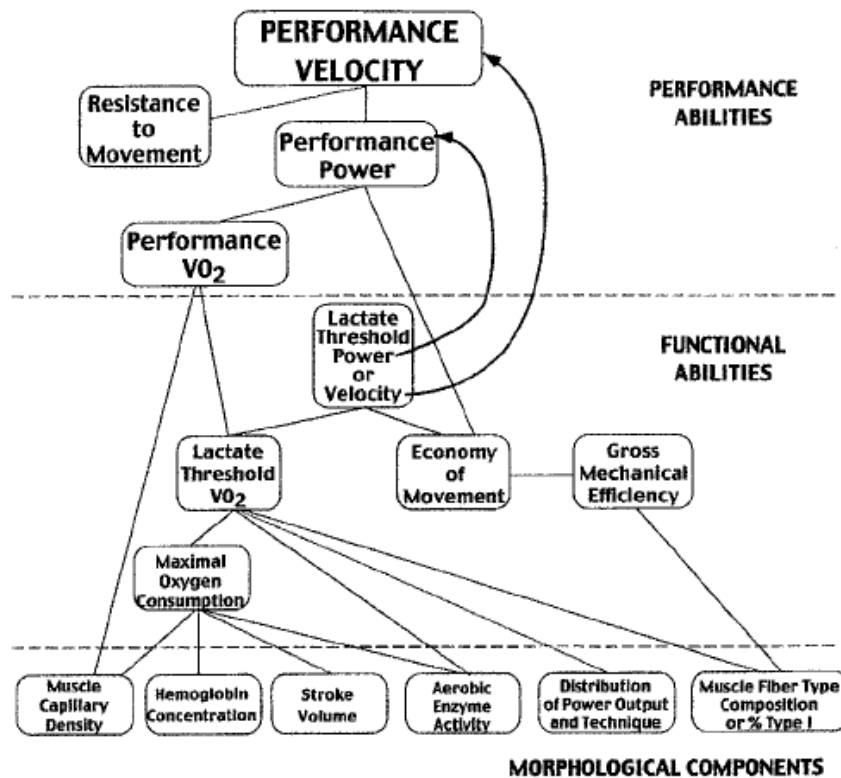 PERFORMANCE
VELOCITY
PERFORMANCE
ABILITIES
Resistance
to
Movement
Performance
Power
Performance
VO2
Lactate
Threshold
Power
or
Velocity
FUNCTIONAL
ABILITIES
Lactate
Threshold
VO2
Economy
of
Movement
Gross
Mechanical
Efficiency
Maximal
Oxygen
Consumption
Muscle
Capillary
Density
Hemoglobin
Concentration
Stroke
Volume
Aerobic
Enzyme
Activity
Distribution
of Power Output
and Technique
Muscle Fiber Type
Composition
or % Type I
MORPHOLOGICAL COMPONENTS